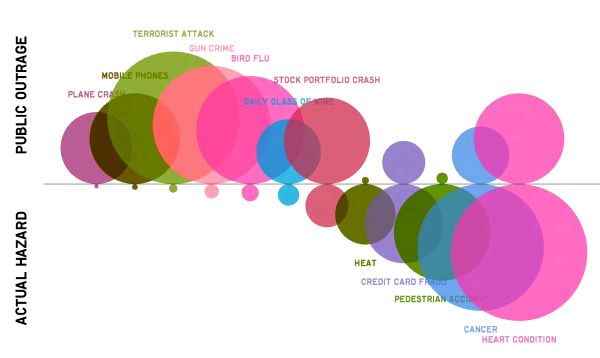 PUBLIC OUTRAGE
TERRORIST ATTACK
GUN CRIME
BIRD FLU
MOBILE PHONES
STOCK PORTFOLIO CRASH
PLANE CRASH
DAILY GLASS OF WINE
ACTUAL HAZARD
HEAT
CREDIT CARD FRAUD
PEDESTRIAN ACCIDENT
CANCER
HEART CONDITION